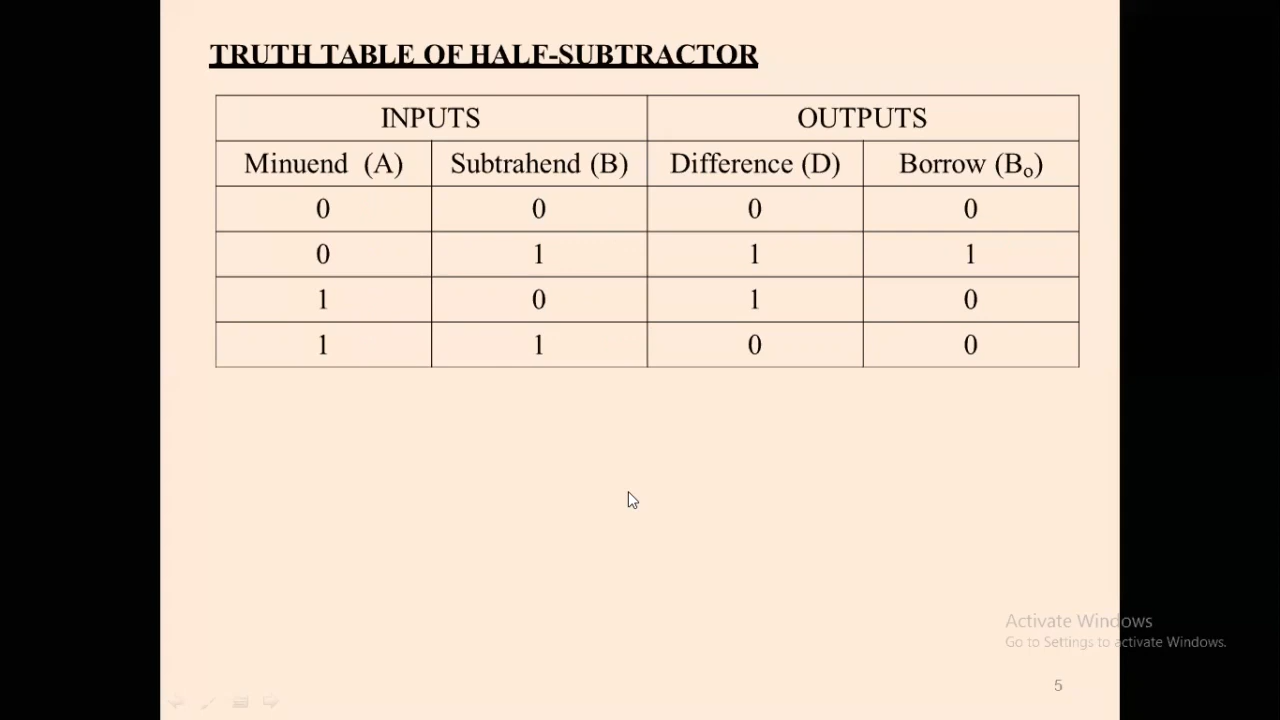 TRUTH TABLE OF HALF-SUBTRACTOR
INPUTS OUTPUTS
Minuend (A) Subtrahend (B) Difference (D) Borrow (Bₒ)
0 0 0 0
0 1 1 1
1 0 1 0
1 1 0 0
Activate Windows
Go to Settings to activate Windows.
5